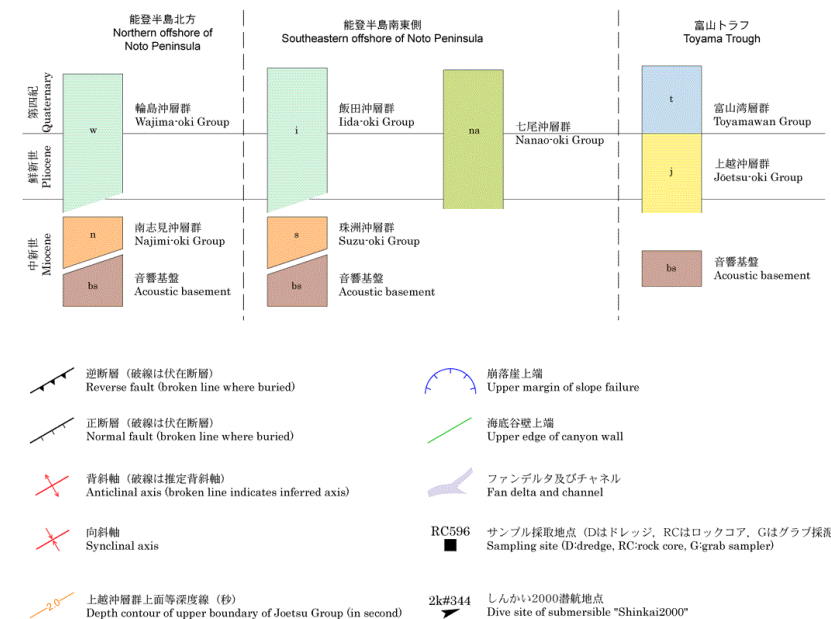 能登半島北方
Northern offshore of
Noto Peninsula
能登半島南東側
Southeastern offshore of Noto Peninsula
富山トラフ
Toyama Trough
第四紀
Quaternary
鮮新世
Pliocene
中新世
Miocene
w
輪島沖層群
Wajima-oki Group
n
南志見沖層群
Najimi-oki Group
bs
音響基盤
Acoustic basement
i
飯田沖層群
Iida-oki Group
s
珠洲沖層群
Suzu-oki Group
bs
音響基盤
Acoustic basement
na
七尾沖層群
Nanao-oki Group
t
富山湾層群
Toyamawan Group
j
上越沖層群
Joetsu-oki Group
bs
音響基盤
Acoustic basement
逆断層（破線は伏在断層）
Reverse fault (broken line where buried)
正断層（破線は伏在断層）
Normal fault (broken line where buried)
背斜軸（破線は推定背斜軸）
Anticlinal axis (broken line indicates inferred axis)
向斜軸
Synclinal axis
-2.0
上越沖層群上面等深度線（秒）
Depth contour of upper boundary of Joetsu Group (in second)
崩落崖上端
Upper margin of slope failure
海底谷壁上端
Upper edge of canyon wall
ファンデルタ及びチャネル
Fan delta and channel
RC596
サンプル採取地点（Dはドレッジ，RCはロックコア，Gはグラブ採泥
Sampling site (D:dredge, RC:rock core, G:grab sampler)
2k#344
しんかい2000潜航地点
Dive site of submersible "Shinkai2000"